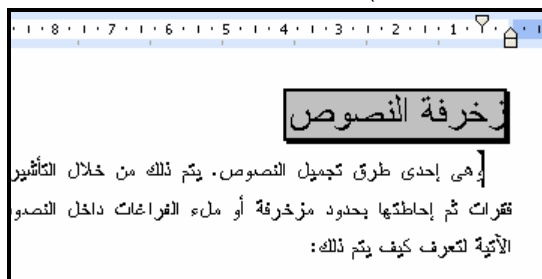 8 7 6 5 4 3 2 1
زخرفة النصوص
وهى إحدى طرق تجميل النصوص. يتم ذلك من خلال التأشير
فقرات ثم إحاطتها بحدود مزخرفة أو ملء الفراغات داخل النصو
الآتية لتعرف كيف يتم ذلك: